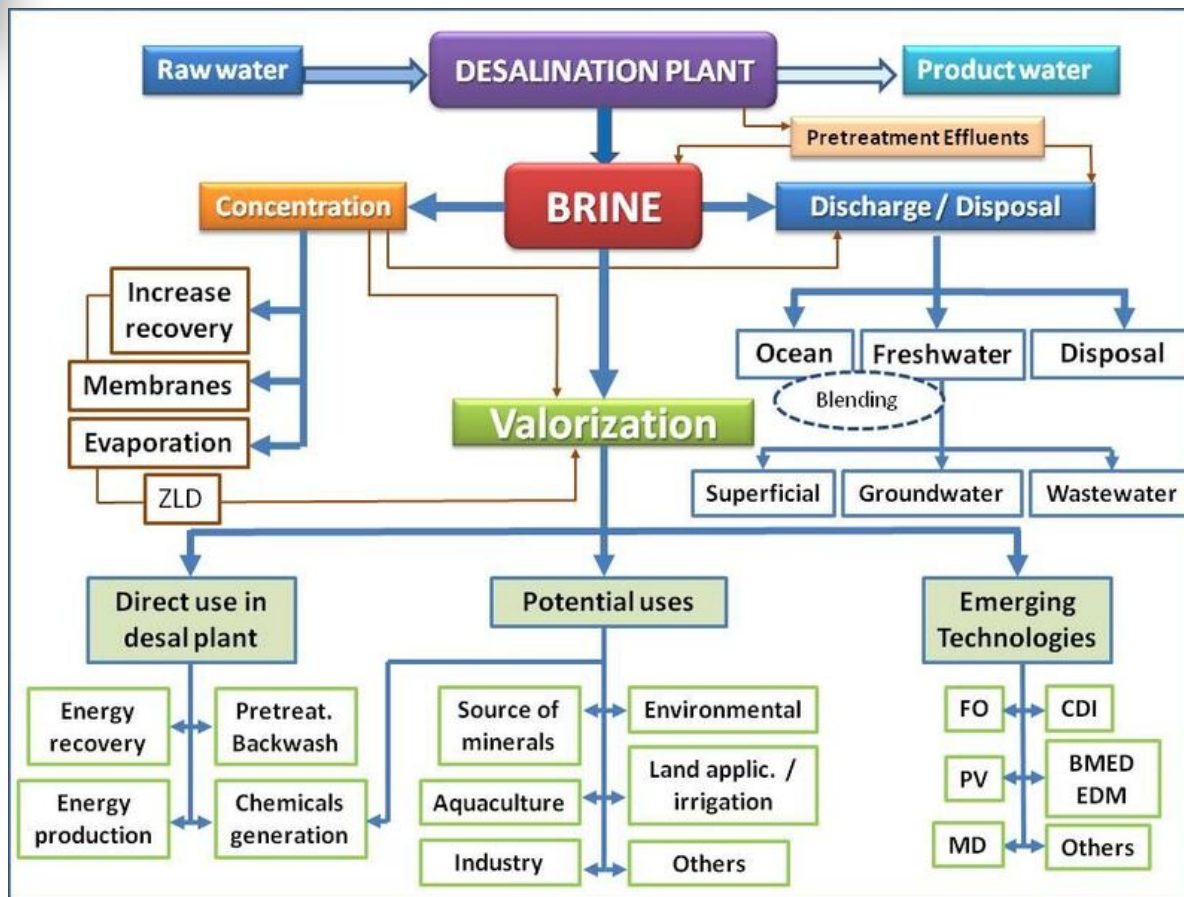 Raw water
DESALINATION PLANT
Product water
Pretreatment Effluents
Concentration
BRINE
Discharge / Disposal
Increase
recovery
Membranes
Evaporation
ZLD
Valorization
Ocean
Freshwater
Disposal
Blending
Superficial
Groundwater
Wastewater
Direct use in
desal plant
Potential uses
Emerging
Technologies
Energy
recovery
Pretreat.
Backwash
Energy
production
Chemicals
generation
Source of
minerals
Environmental
Aquaculture
Land applic. /
irrigation
Industry
Others
FO
CDI
PV
BMED
EDM
MD
Others